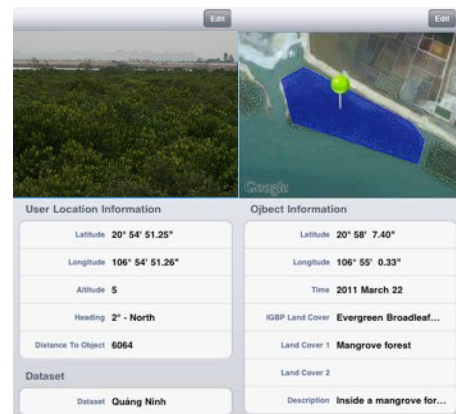 Edit
Google
User Location Information
Latitude 20° 54' 51.25"
Longitude 106° 54' 51.26"
Altitude 5
Heading 2° - North
Distance To Object 6064
Dataset
Dataset Quảng Ninh
Edit
Ojbect Information
Latitude 20° 58' 7.40"
Longitude 106° 55' 0.33"
Time 2011 March 22
IGBP Land Cover Evergreen Broadleaf...
Land Cover 1 Mangrove forest
Land Cover 2
Description Inside a mangrove for...